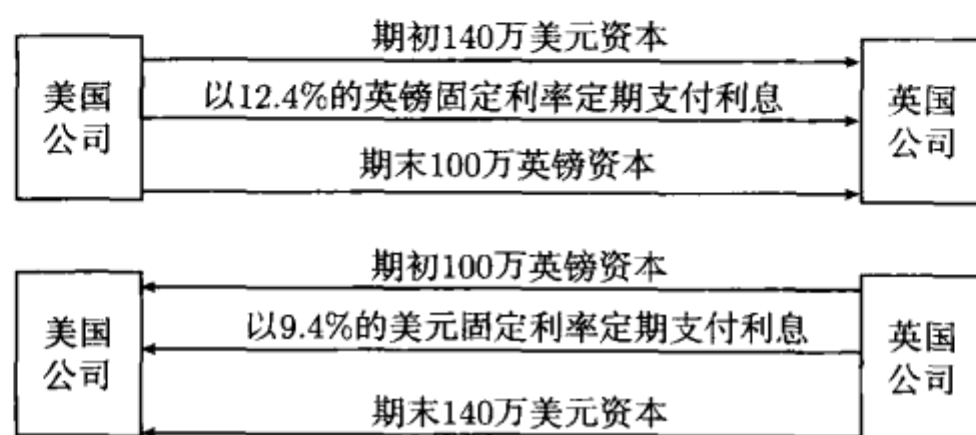 期初140万美元资本
美国
公司
以12.4%的英镑固定利率定期支付利息
英国
公司
期末100万英镑资本
期初100万英镑资本
美国
公司
以9.4%的美元固定利率定期支付利息
英国
公司
期末140万美元资本